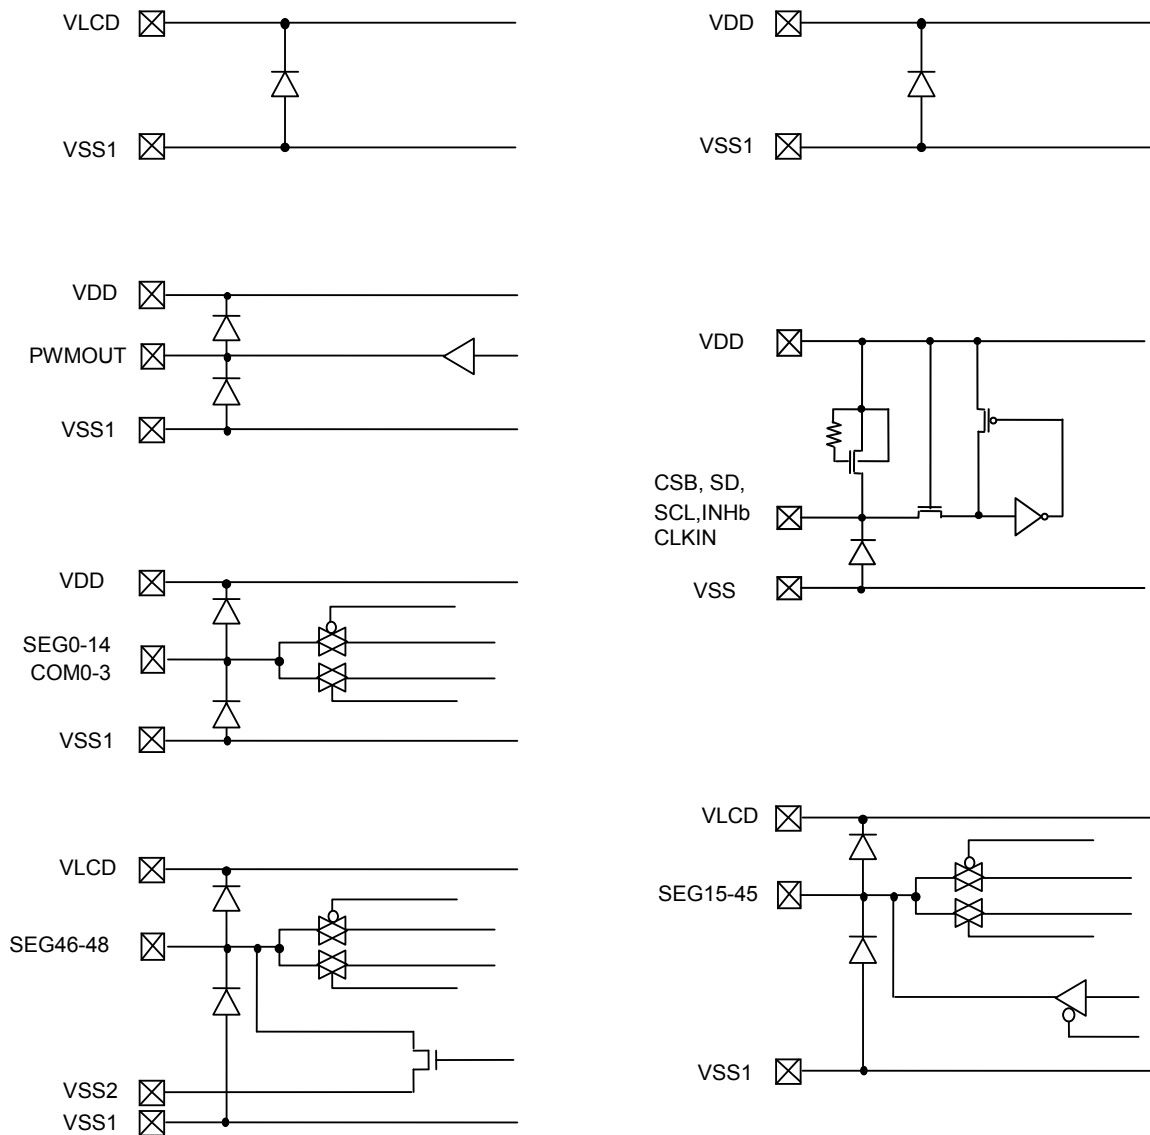 VLCD
VSS1
VDD
VSS1
VDD
PWMOUT
VSS1
VDD
CSB, SD,
SCL,INHb
CLKIN
VSS
VDD
SEG0-14
COM0-3
VSS1
VLCD
SEG46-48
VSS2
VSS1
VLCD
SEG15-45
VSS1